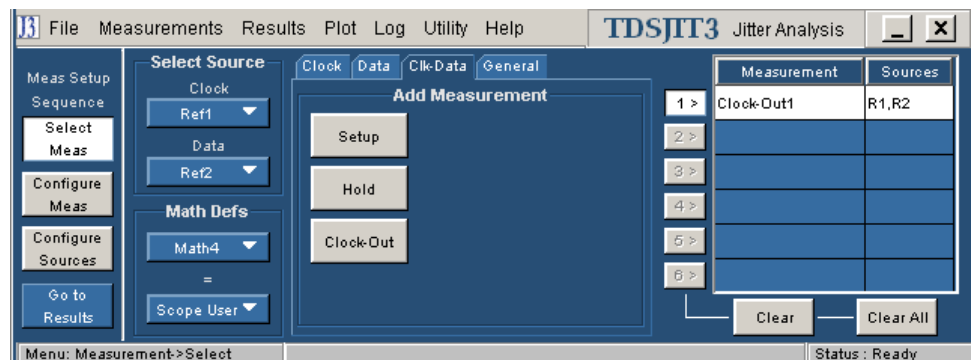 J3 File Measurements Results Plot Log Utility Help TDSJIT3 Jitter Analysis _ X
Meas Setup
Sequence
Select
Meas
Configure
Meas
Configure
Sources
Go to
Results
Select Source
Clock
Ref1
Data
Ref2
Math Defs
Math4
=
Scope User
Clock Data Clk-Data General
Add Measurement
Setup
Hold
Clock-Out
1 >
2 >
3 >
4 >
5 >
6 >
Measurement Sources
Clock-Out1 R1,R2
Clear Clear All
Menu: Measurement->Select Status : Ready